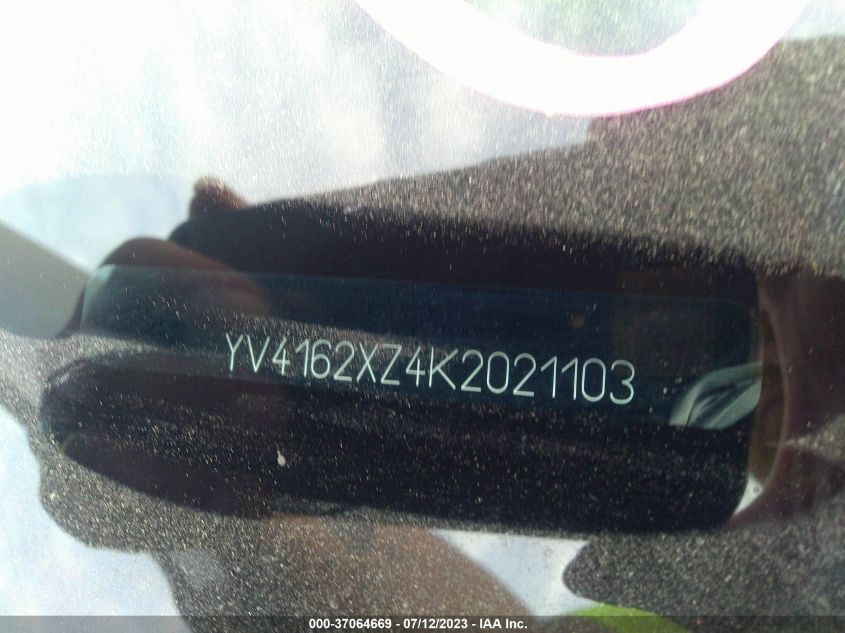 YV4162XZ4K2021103
000-37064669 - 07/12/2023 - IAA Inc.